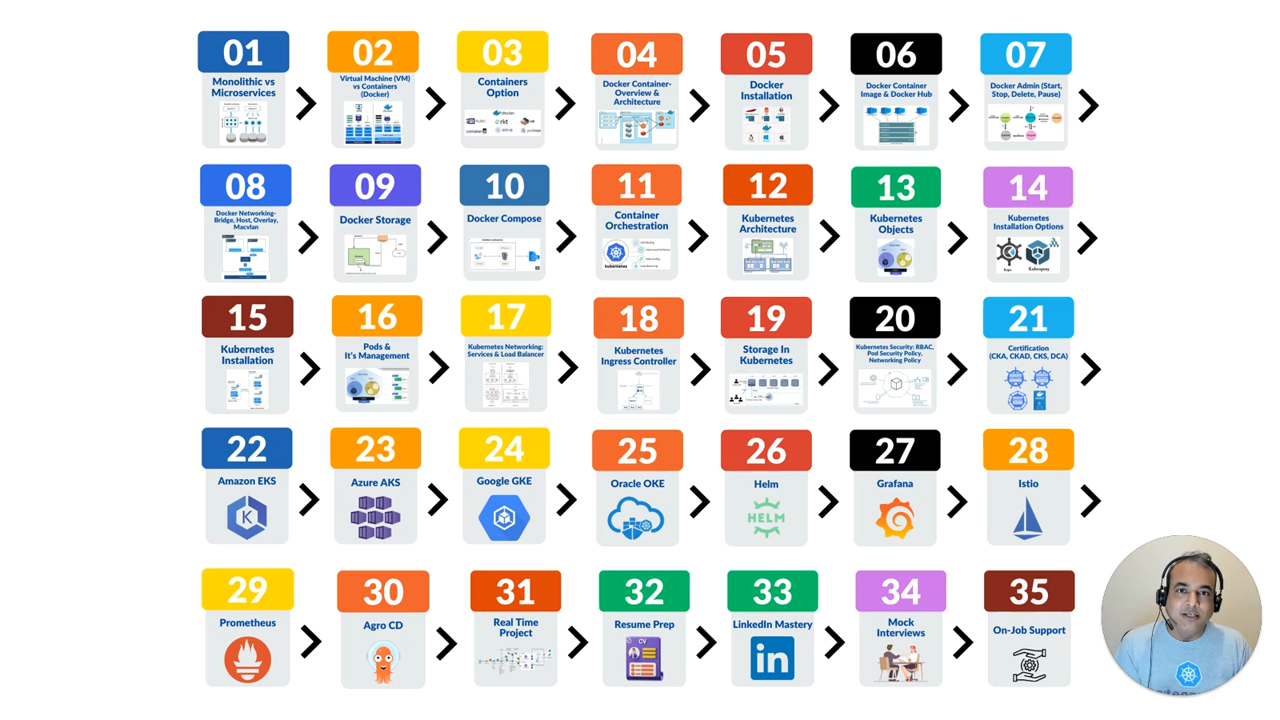 01
Monolithic vs
Microservices
02
Virtual Machine (VM)
vs Containers
(Docker)
03
Containers
Option
docker
rkt
04
Docker Container-
Overview &
Architecture
05
Docker
Installation
06
Docker Container
Image & Docker Hub
07
Docker Admin (Start,
Stop, Delete, Pause)
08
Docker Networking-
Bridge, Host, Overlay,
Macvlan
09
Docker Storage
10
Docker Compose
11
Container
Orchestration
kubernetes
12
Kubernetes
Architecture
13
Kubernetes
Objects
14
Kubernetes
Installation Options
Kops
Kubespray
15
Kubernetes
Installation
16
Pods &
It's Management
17
Kubernetes Networking:
Services & Load Balancer
18
Kubernetes
Ingress Controller
19
Storage In
Kubernetes
20
Kubernetes Security: RBAC,
Pod Security Policy,
Networking Policy
21
Certification
(CKA, CKAD, CKS, DCA)
22
Amazon EKS
K
23
Azure AKS
24
Google GKE
25
Oracle OKE
26
Helm
HELM
27
Grafana
28
Istio
29
Prometheus
30
Agro CD
31
Real Time
Project
32
Resume Prep
CV
33
LinkedIn Mastery
in
34
Mock
Interviews
35
On-Job Support